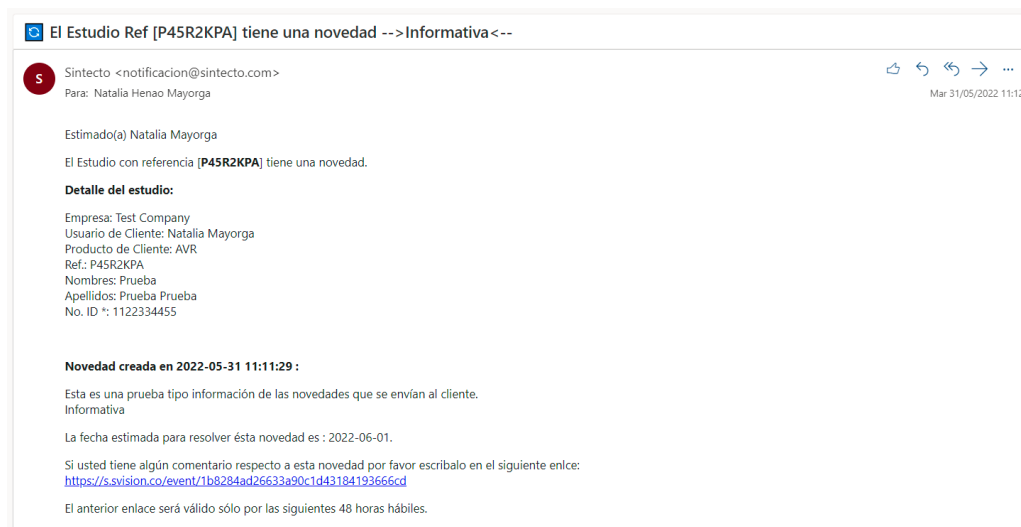 El Estudio Ref [P45R2KPA] tiene una novedad -->Informativa<--
S
Sintecto <notificacion@sintecto.com>
Para: Natalia Henao Mayorga
Mar 31/05/2022 11:12
Estimado(a) Natalia Mayorga
El Estudio con referencia [P45R2KPA] tiene una novedad.
Detalle del estudio:
Empresa: Test Company
Usuario de Cliente: Natalia Mayorga
Producto de Cliente: AVR
Ref.: P45R2KPA
Nombres: Prueba
Apellidos: Prueba Prueba
No. ID *: 1122334455
Novedad creada en 2022-05-31 11:11:29 :
Esta es una prueba tipo información de las novedades que se envían al cliente.
Informativa
La fecha estimada para resolver ésta novedad es : 2022-06-01.
Si usted tiene algún comentario respecto a esta novedad por favor escribalo en el siguiente enlce:
https://s.svision.co/event/1b8284ad26633a90c1d43184193666cd
El anterior enlace será válido sólo por las siguientes 48 horas hábiles.